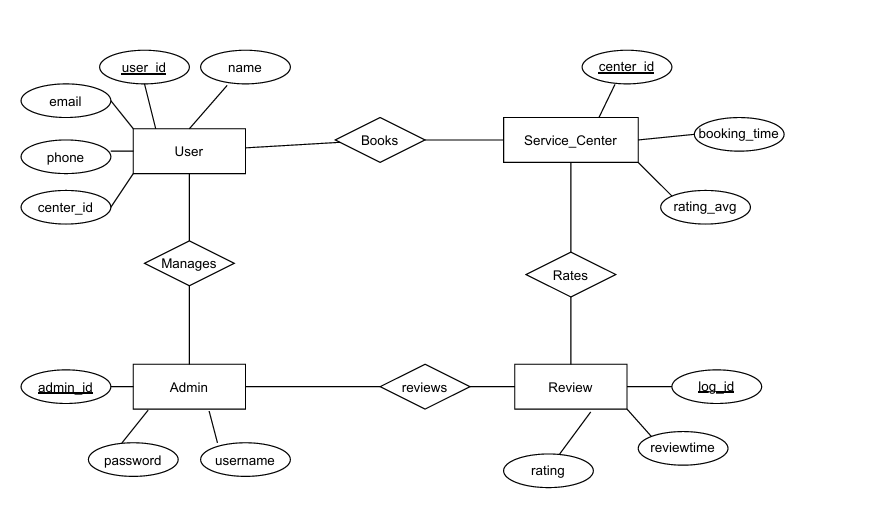 user_id
name
center_id
email
booking_time
User
Books
Service_Center
phone
center_id
rating_avg
Manages
Rates
admin_id
Admin
reviews
Review
log_id
password
username
reviewtime
rating